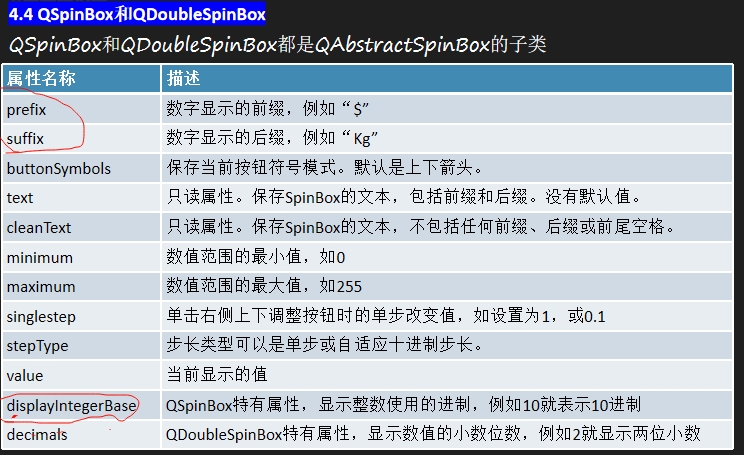 4.4 QSpinBox和QDoubleSpinBox
QSpinBox和QDoubleSpinBox都是QAbstractSpinBox的子类
属性名称 描述
prefix 数字显示的前缀，例如“$”
suffix 数字显示的后缀，例如“Kg”
buttonSymbols 保存当前按钮符号模式。默认是上下箭头。
text 只读属性。保存SpinBox的文本，包括前缀和后缀。没有默认值。
cleanText 只读属性。保存SpinBox的文本，不包括任何前缀、后缀或前尾空格。
minimum 数值范围的最小值，如0
maximum 数值范围的最大值，如255
singlestep 单击右侧上下调整按钮时的单步改变值，如设置为1，或0.1
stepType 步长类型可以是单步或自适应十进制步长。
value 当前显示的值
displayIntegerBase QSpinBox特有属性，显示整数使用的进制，例如10就表示10进制
decimals QDoubleSpinBox特有属性，显示数值的小数位数，例如2就显示两位小数